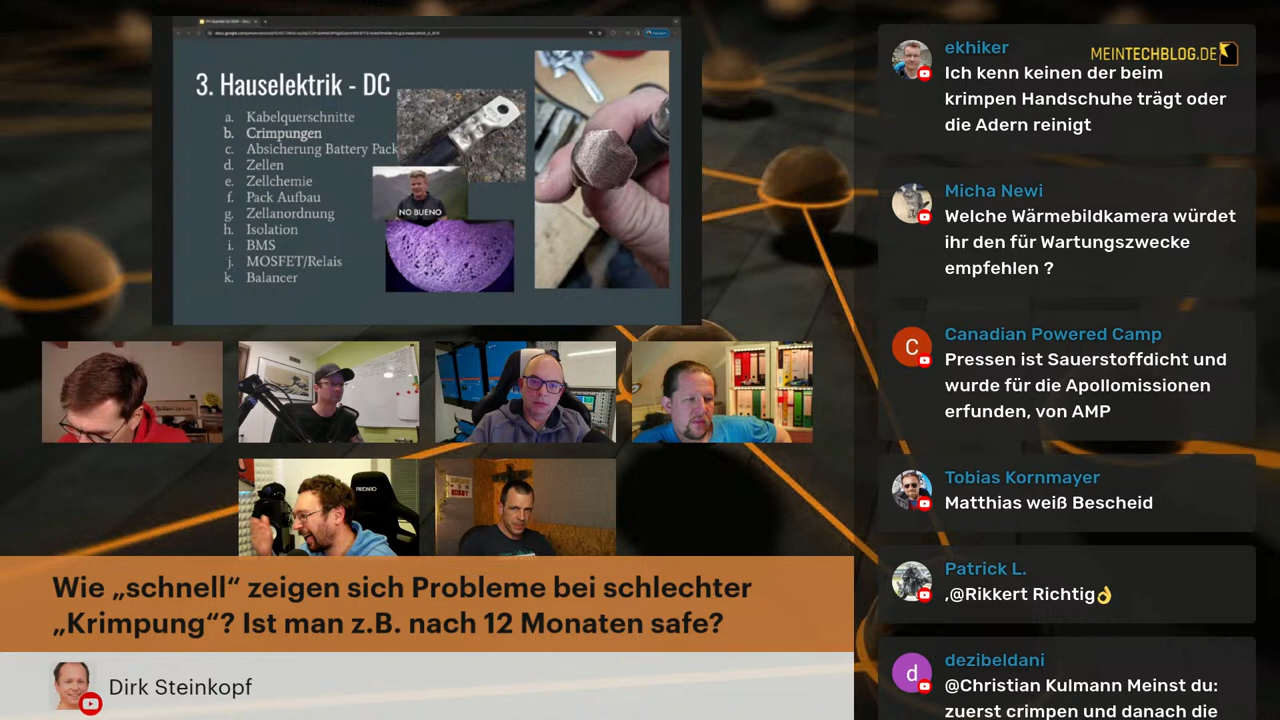 3. Hauselektrik - DC
a. Kabelquerschnitte
b. Crimpungen
c. Absicherung Battery Pack
d. Zellen
e. Zellchemie
f. Pack Aufbau
g. Zellanordnung
h. Isolation
i. BMS
j. MOSFET/Relais
k. Balancer
NO BUENO
RECARO
HOBBY
Wie „schnell“ zeigen sich Probleme bei schlechter
„Krimpung“? Ist man z.B. nach 12 Monaten safe?
Dirk Steinkopf
MEINTECHBLOG.DE
ekhiker
Ich kenn keinen der beim
krimpen Handschuhe trägt oder
die Adern reinigt
Micha Newi
Welche Wärmebildkamera würdet
ihr den für Wartungszwecke
empfehlen ?
C
Canadian Powered Camp
Pressen ist Sauerstoffdicht und
wurde für die Apollomissionen
erfunden, von AMP
Tobias Kornmayer
Matthias weiß Bescheid
Patrick L.
,@Rikkert Richtig👌
d
dezibeldani
@Christian Kulmann Meinst du:
zuerst crimpen und danach die